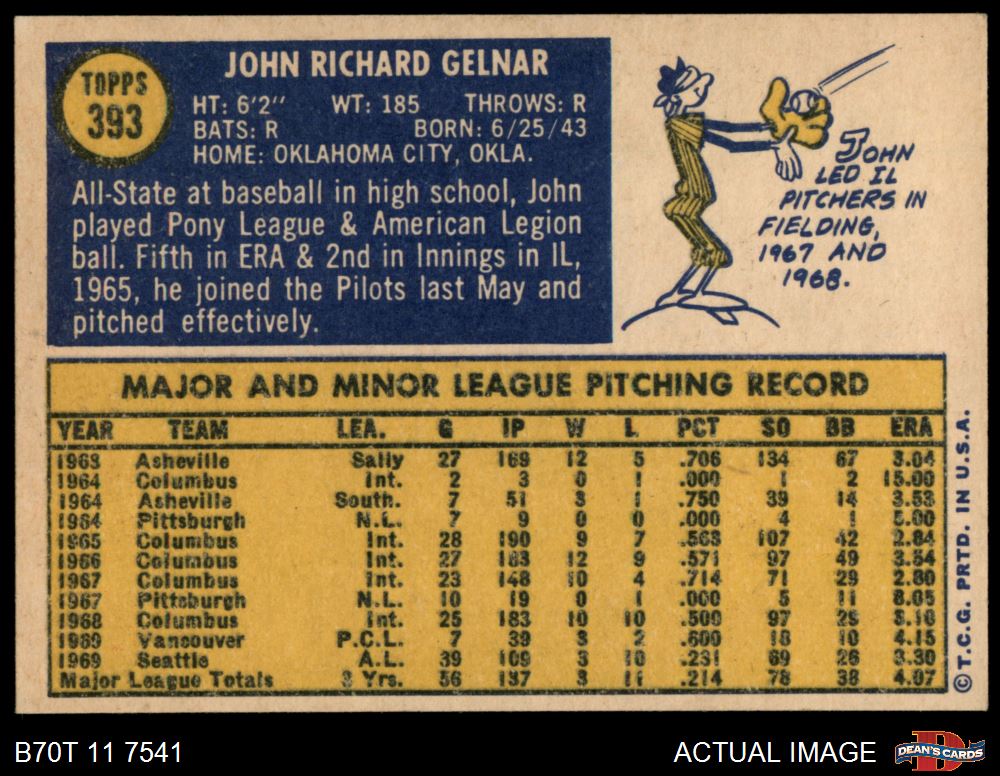 TOPPS
393
JOHN RICHARD GELNAR
HT: 6'2" WT: 185 THROWS: R
BATS: R BORN: 6/25/43
HOME: OKLAHOMA CITY, OKLA.
All-State at baseball in high school, John
played Pony League & American Legion
ball. Fifth in ERA & 2nd in Innings in IL,
1965, he joined the Pilots last May and
pitched effectively.
JOHN
LED IL
PITCHERS IN
FIELDING,
1967 AND
1968.
MAJOR AND MINOR LEAGUE PITCHING RECORD
YEAR TEAM LEA. G IP W L PCT SO BB ERA
1963 Asheville Sally 27 169 12 5 .706 134 67 3.04
1964 Columbus Int. 2 3 0 1 .000 1 2 15.00
1964 Asheville South. 7 51 3 1 .750 39 14 3.53
1964 Pittsburgh N.L. 7 9 0 0 .000 4 1 5.00
1965 Columbus Int. 28 190 9 7 .563 107 42 2.84
1966 Columbus Int. 27 183 12 9 .571 97 49 3.54
1967 Columbus Int. 23 148 10 4 .714 71 29 2.80
1967 Pittsburgh N.L. 10 19 0 1 .000 5 11 8.05
1968 Columbus Int. 25 183 10 10 .500 97 25 3.10
1969 Vancouver P.C.L. 7 39 3 2 .600 18 10 4.15
1969 Seattle A.L. 39 109 3 10 .231 69 26 3.30
Major League Totals 3 Yrs. 56 137 3 11 .214 78 38 4.07
© T.C.G. PRTD. IN U.S.A.
B70T 11 7541
ACTUAL IMAGE
D
DEAN'S CARDS